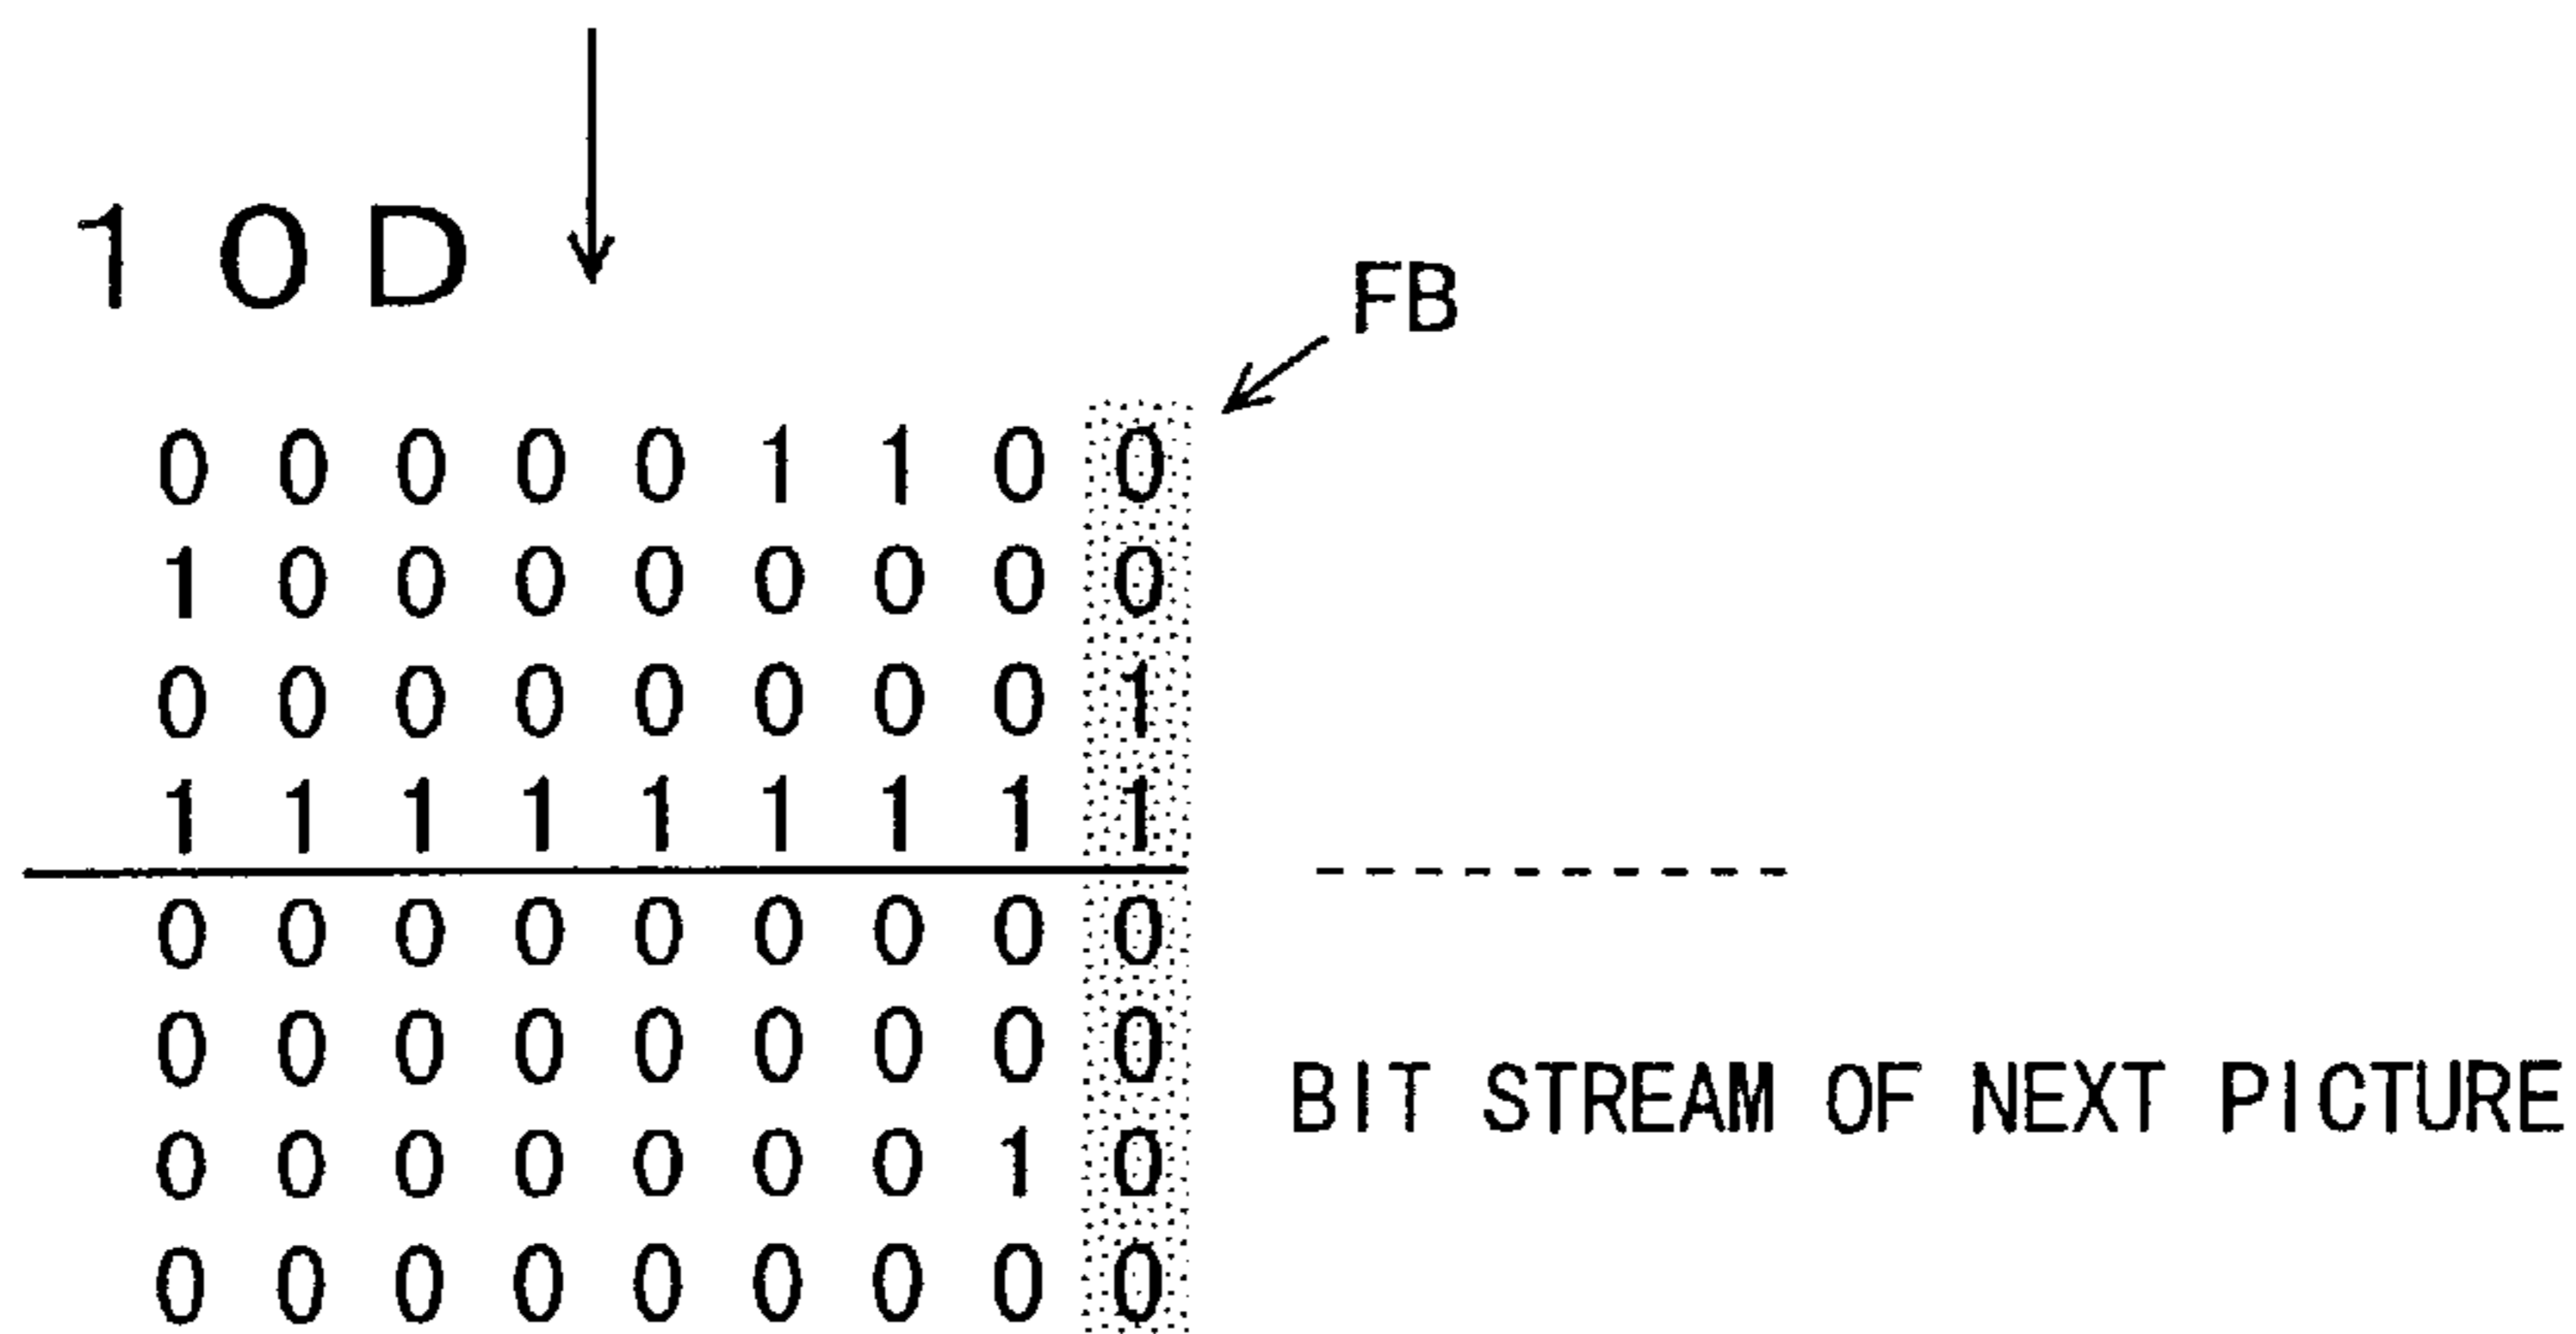 10D
FB
0 0 0 0 0 1 1 0 0
1 0 0 0 0 0 0 0 0
0 0 0 0 0 0 0 0 1
1 1 1 1 1 1 1 1 1
0 0 0 0 0 0 0 0 0
0 0 0 0 0 0 0 0 0
BIT STREAM OF NEXT PICTURE
0 0 0 0 0 0 0 1 0
0 0 0 0 0 0 0 0 0